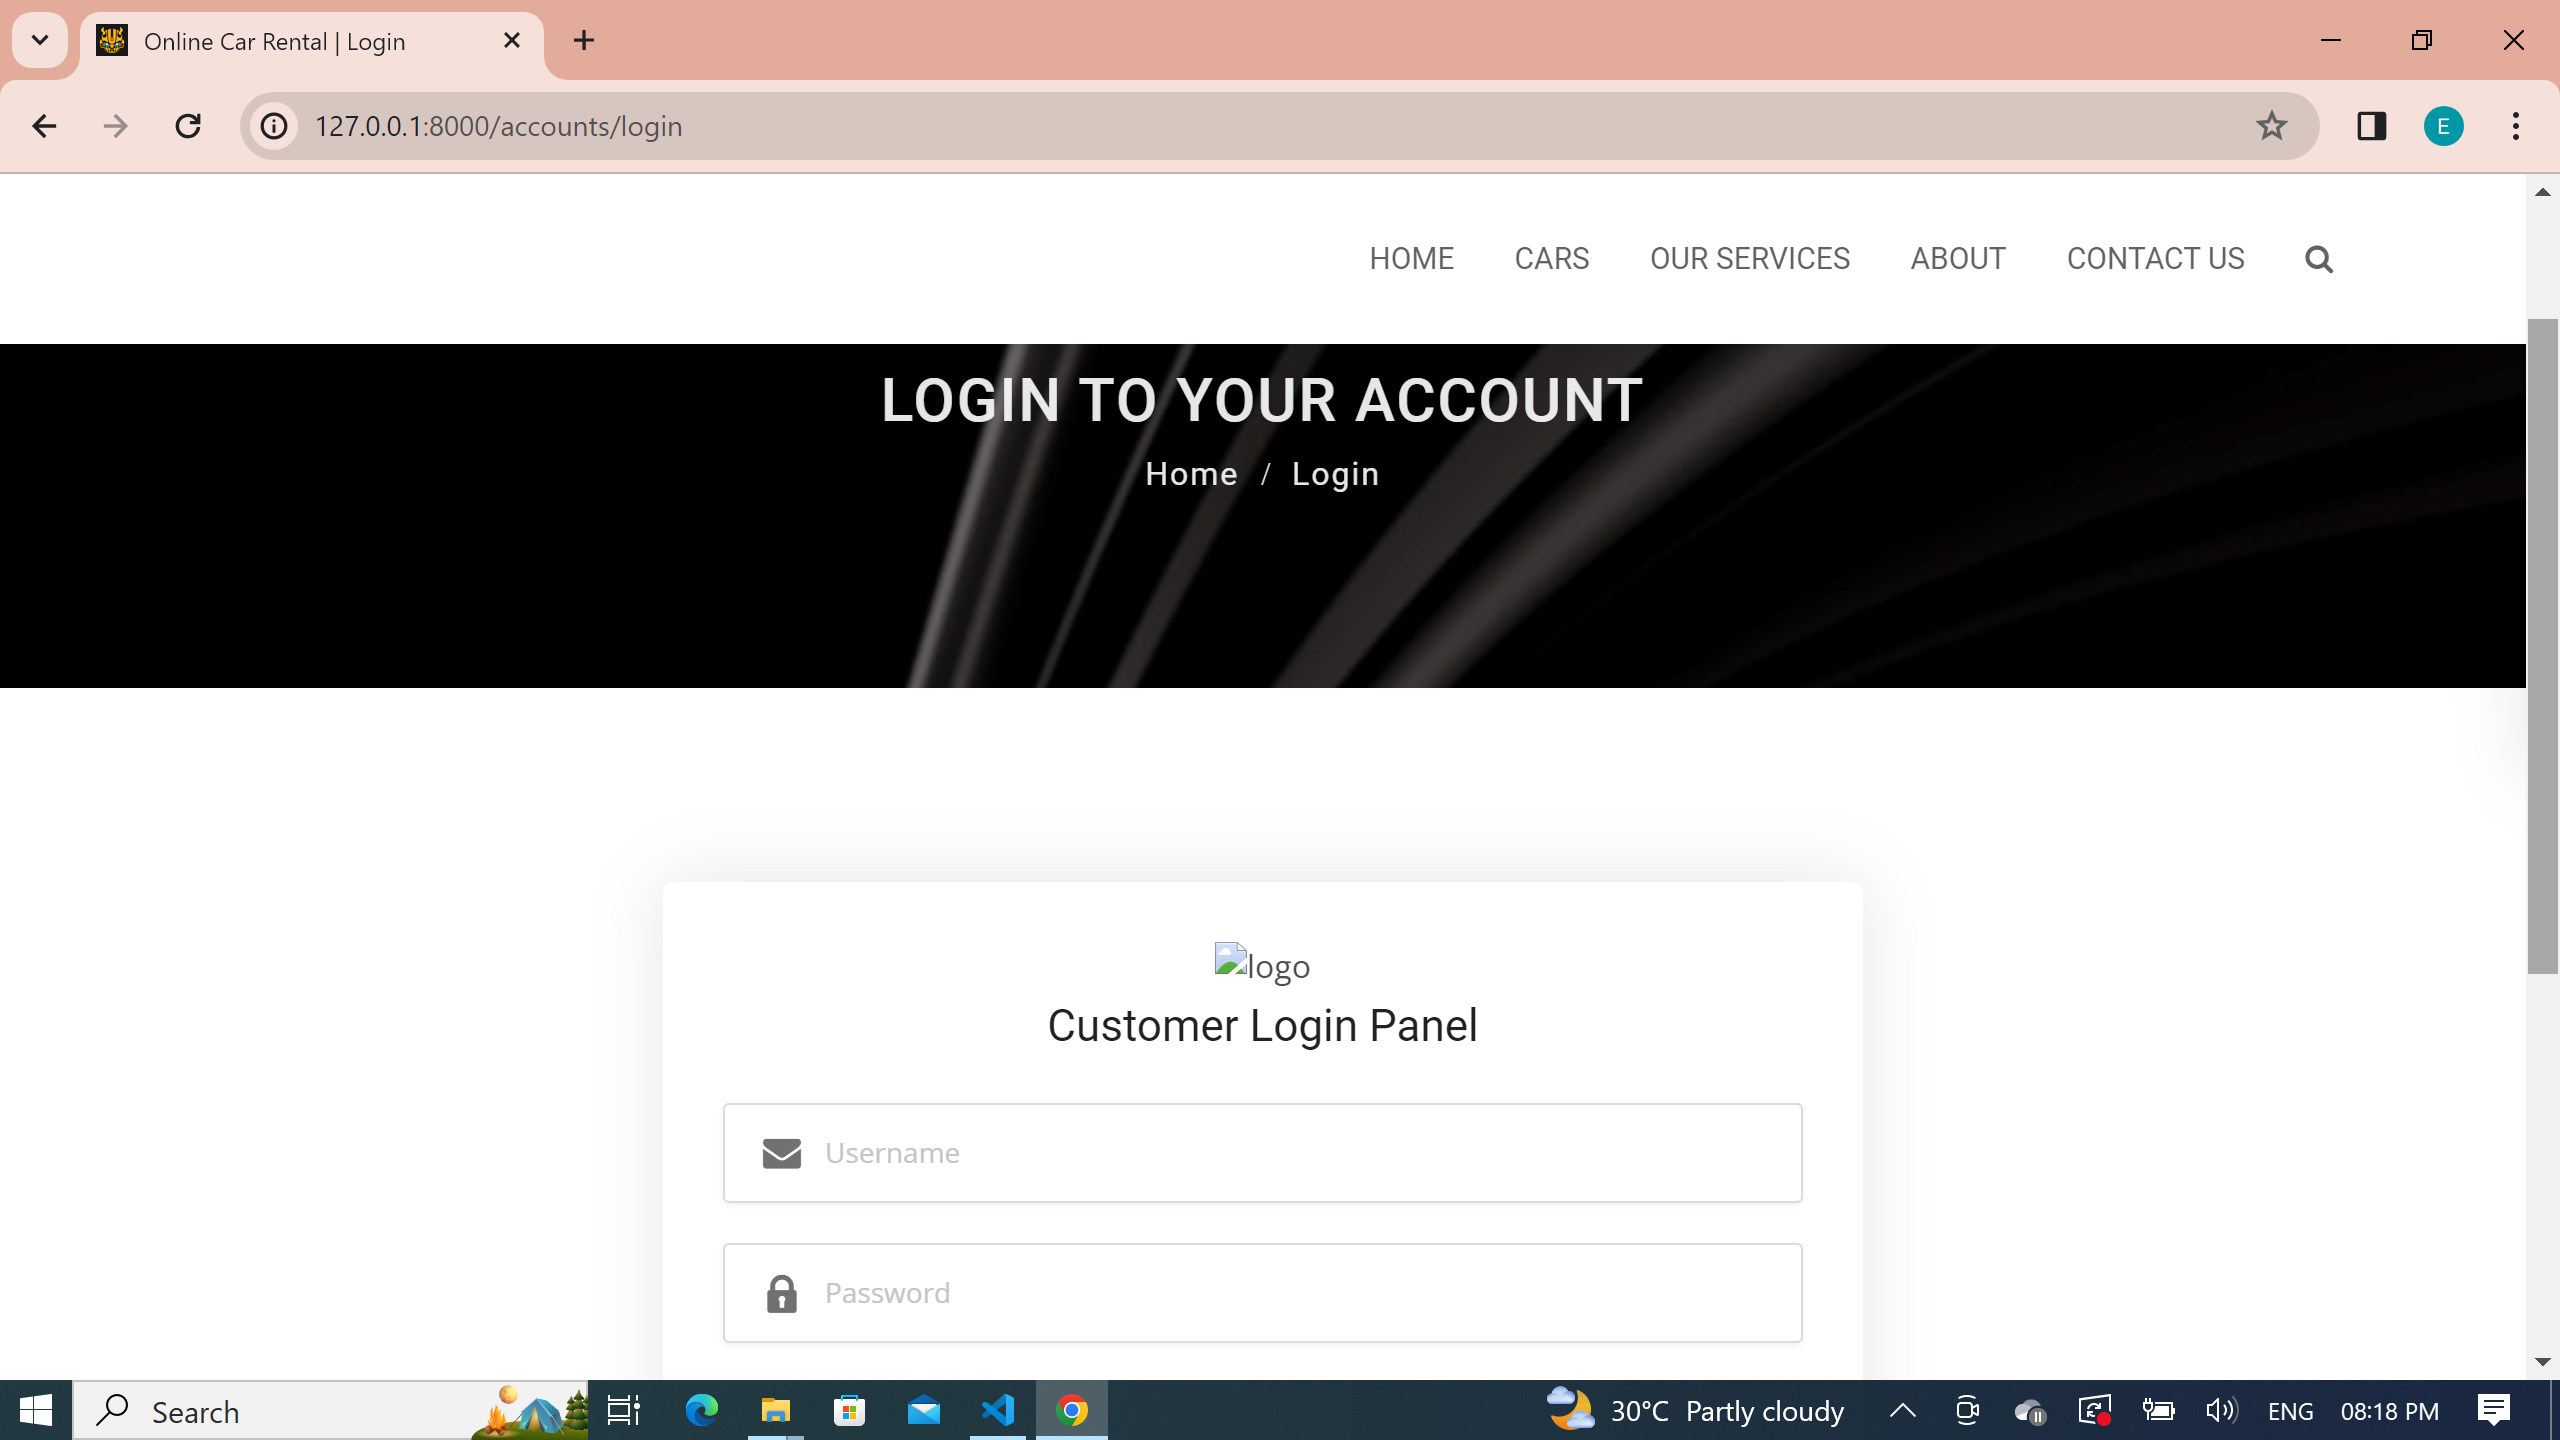 Online Car Rental | Login
127.0.0.1:8000/accounts/login
E
HOME CARS OUR SERVICES ABOUT CONTACT US
LOGIN TO YOUR ACCOUNT
Home / Login
logo
Customer Login Panel
Username
Password
Search 30°C Partly cloudy ENG 08:18 PM